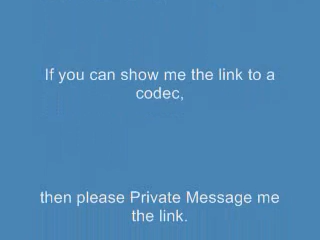 If you can show me the link to a
codec,
then please Private Message me
the link.